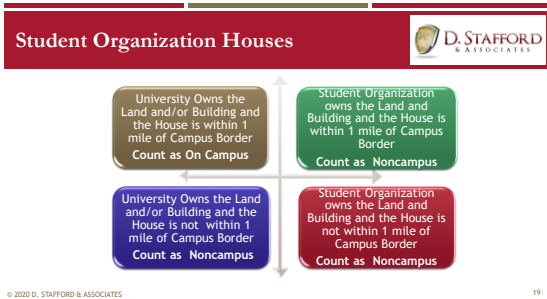 Student Organization Houses
D. STAFFORD
& ASSOCIATES
University Owns the
Land and/or Building and
the House is within 1
mile of Campus Border
Count as On Campus
Student Organization
owns the Land and
Building and the House is
within 1 mile of Campus
Border
Count as Noncampus
University Owns the Land
and/or Building and the
House is not within 1
mile of Campus Border
Count as Noncampus
Student Organization
owns the Land and
Building and the House is
not within 1 mile of
Campus Border
Count as Noncampus
© 2020 D. STAFFORD & ASSOCIATES
19